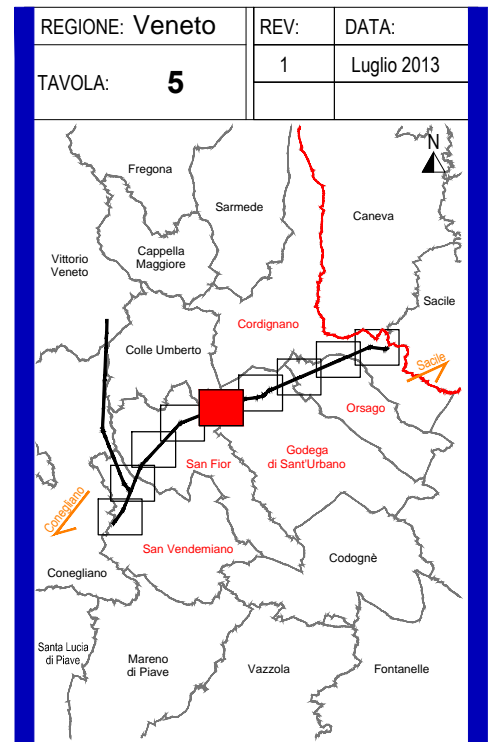 REGIONE: Veneto
REV:
DATA:
TAVOLA: 5
1
Luglio 2013
N
Fregona
Sarmede
Caneva
Cappella
Maggiore
Vittorio
Veneto
Sacile
Cordignano
Colle Umberto
Sacile
Orsago
Godega
di Sant'Urbano
San Fior
Conegliano
San Vendemiano
Codognè
Conegliano
Santa Lucia
di Piave
Mareno
di Piave
Vazzola
Fontanelle